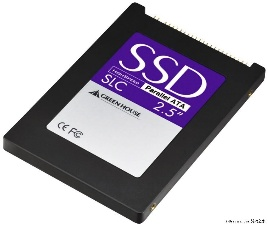 SSD
Parallel ATA
SLC
2.5"
GREEN HOUSE
CE FC